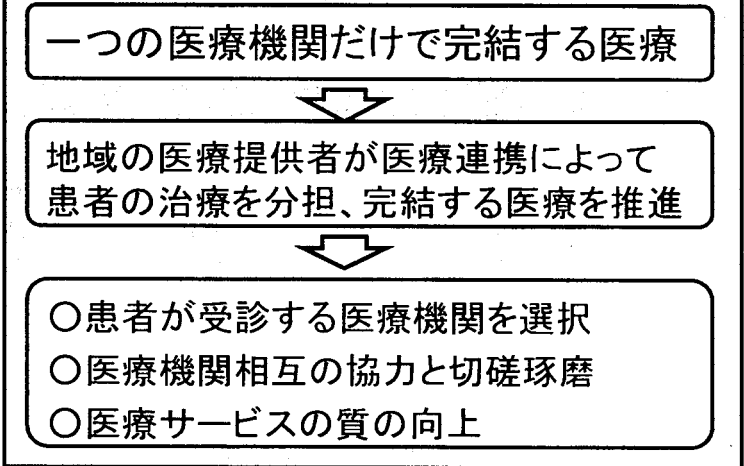 一つの医療機関だけで完結する医療
地域の医療提供者が医療連携によって
患者の治療を分担、完結する医療を推進
○患者が受診する医療機関を選択
○医療機関相互の協力と切磋琢磨
○医療サービスの質の向上